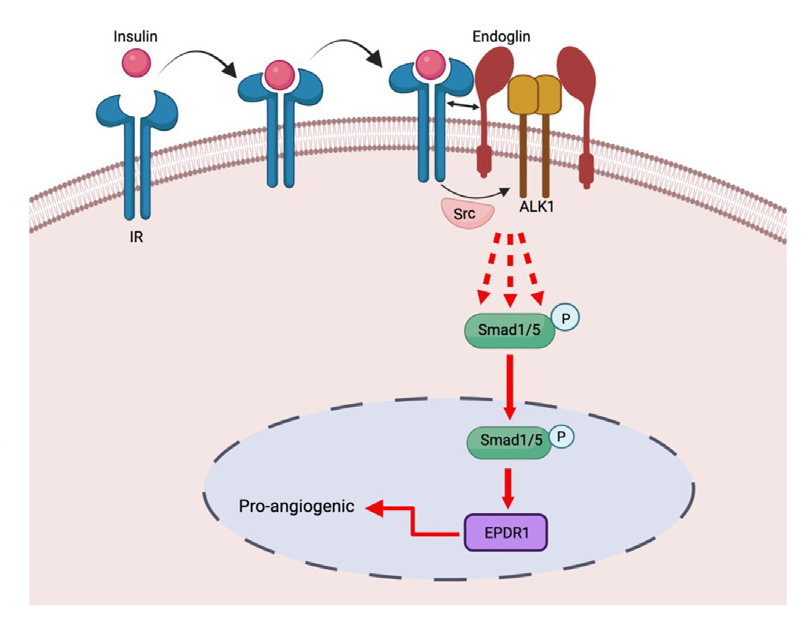 Insulin
Endoglin
IR
Src
ALK1
Smad1/5
P
Smad1/5
P
Pro-angiogenic
EPDR1